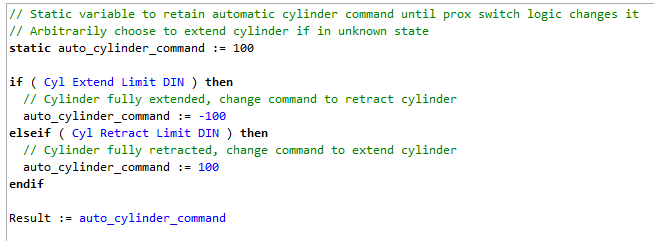 // Static variable to retain automatic cylinder command until prox switch logic changes it
// Arbitrarily choose to extend cylinder if in unknown state
static auto_cylinder_command := 100
if ( Cyl Extend Limit DIN ) then
// Cylinder fully extended, change command to retract cylinder
auto_cylinder_command := -100
elseif ( Cyl Retract Limit DIN ) then
// Cylinder fully retracted, change command to extend cylinder
auto_cylinder_command := 100
endif
Result := auto_cylinder_command